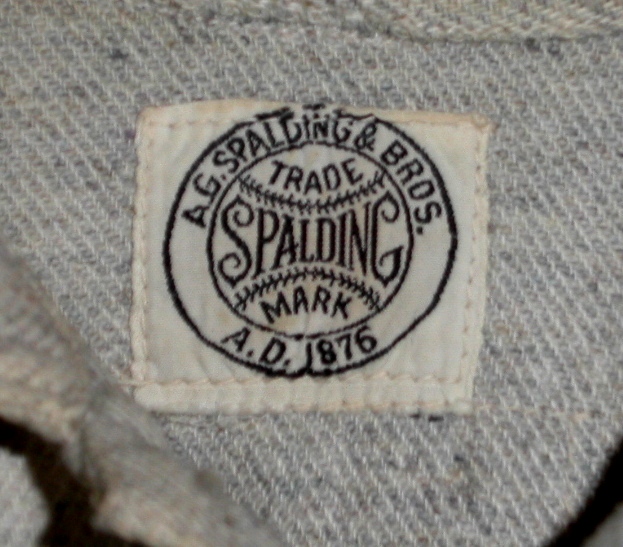 A.G. SPALDING & BROS.
TRADE
SPALDING
MARK
A.D. 1876